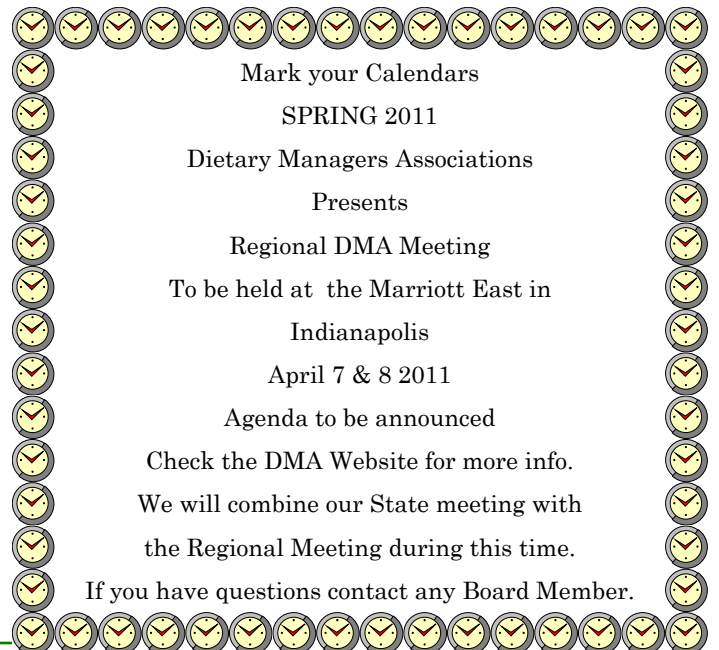 Mark your Calendars
SPRING 2011
Dietary Managers Associations
Presents
Regional DMA Meeting
To be held at  the Marriott East in
Indianapolis
April 7 & 8 2011
Agenda to be announced
Check the DMA Website for more info.
We will combine our State meeting with
the Regional Meeting during this time.
If you have questions contact any Board Member.